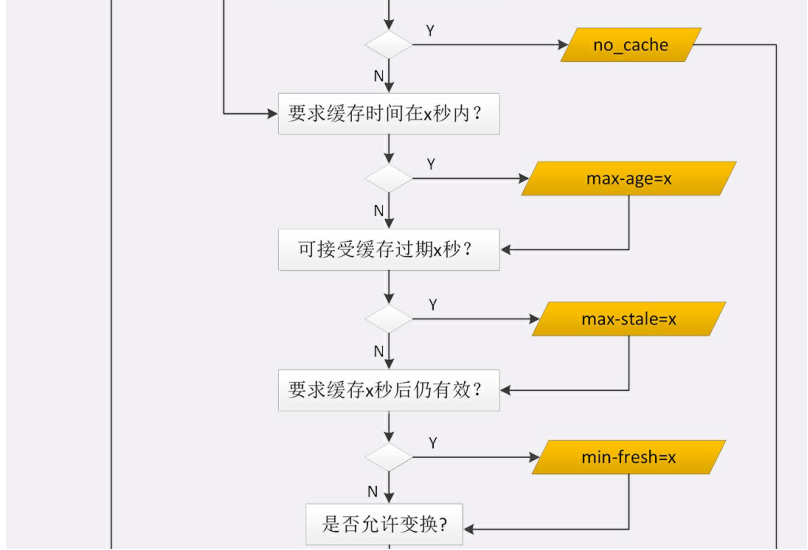 Y
no_cache
N
要求缓存时间在x秒内?
Y
max-age=x
N
可接受缓存过期x秒?
Y
max-stale=x
N
要求缓存x秒后仍有效?
Y
min-fresh=x
N
是否允许变换?